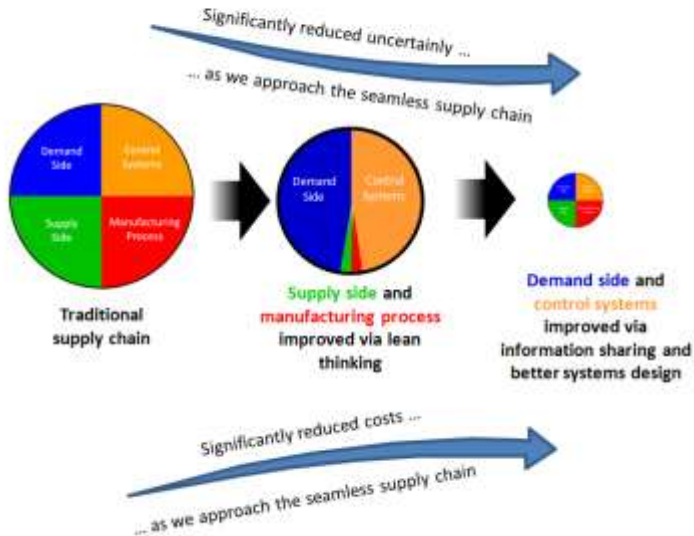 Significantly reduced uncertainly ...
... as we approach the seamless supply chain
Demand
Side
Control
Systems
Supply
Side
Manufacturing
Process
Demand
Side
Control
Systems
Traditional
supply chain
Supply side and
manufacturing process
improved via lean
thinking
Demand side and
control systems
improved via
information sharing and
better systems design
Significantly reduced costs ...
... as we approach the seamless supply chain